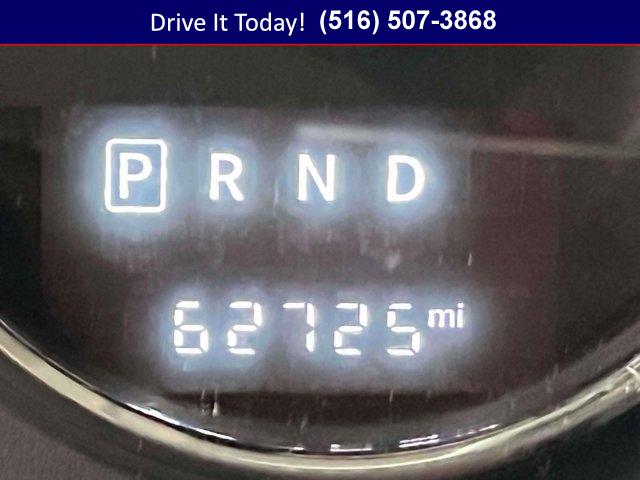 Drive It Today! (516) 507-3868
P R N D
62725 mi